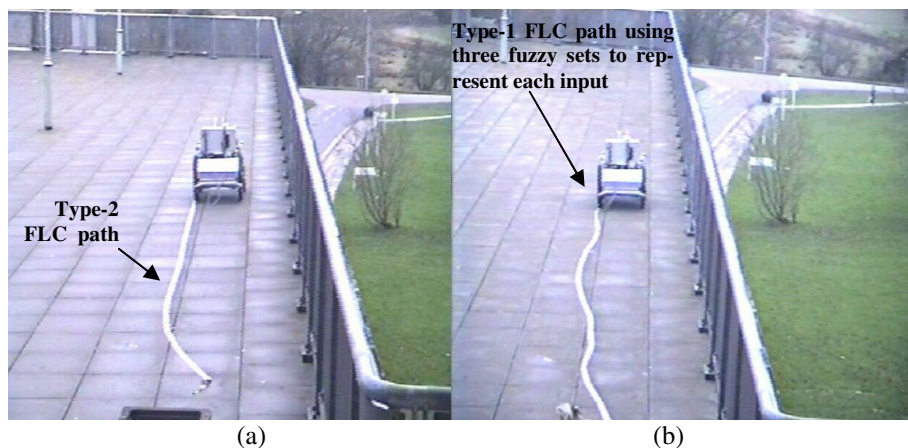 Type-2
FLC path
(a)
Type-1 FLC path using
three fuzzy sets to rep-
resent each input
(b)